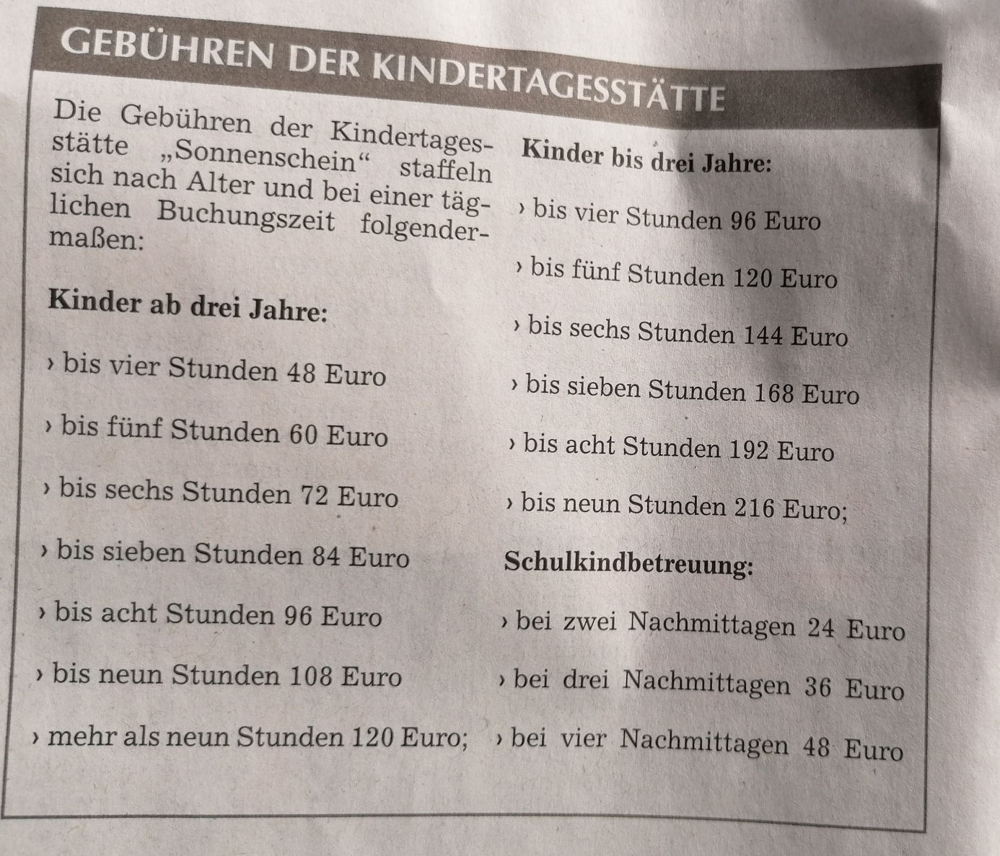 GEBÜHREN DER KINDERTAGESSTÄTTE
Die Gebühren der Kindertages-
stätte „Sonnenschein“ staffeln
sich nach Alter und bei einer täg-
lichen Buchungszeit folgender-
maßen:
Kinder ab drei Jahre:
› bis vier Stunden 48 Euro
› bis fünf Stunden 60 Euro
› bis sechs Stunden 72 Euro
› bis sieben Stunden 84 Euro
› bis acht Stunden 96 Euro
› bis neun Stunden 108 Euro
› mehr als neun Stunden 120 Euro;
Kinder bis drei Jahre:
› bis vier Stunden 96 Euro
› bis fünf Stunden 120 Euro
› bis sechs Stunden 144 Euro
› bis sieben Stunden 168 Euro
› bis acht Stunden 192 Euro
› bis neun Stunden 216 Euro;
Schulkindbetreuung:
› bei zwei Nachmittagen 24 Euro
› bei drei Nachmittagen 36 Euro
› bei vier Nachmittagen 48 Euro